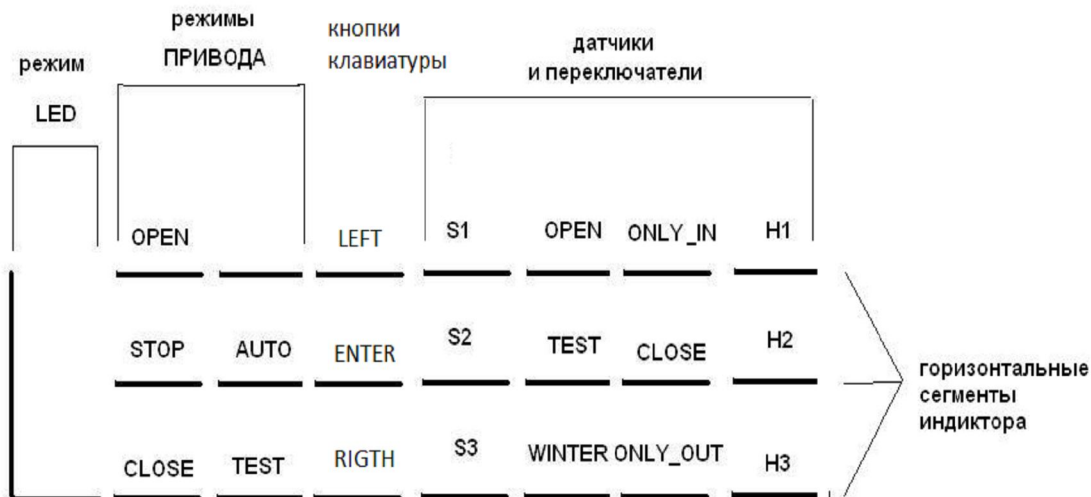 режим
LED
режимы
ПРИВОДА
кнопки
клавиатуры
датчики
и переключатели
OPEN LEFT S1 OPEN ONLY_IN H1
STOP AUTO ENTER S2 TEST CLOSE H2
CLOSE TEST RIGTH S3 WINTER ONLY_OUT H3
горизонтальные
сегменты
индиктора